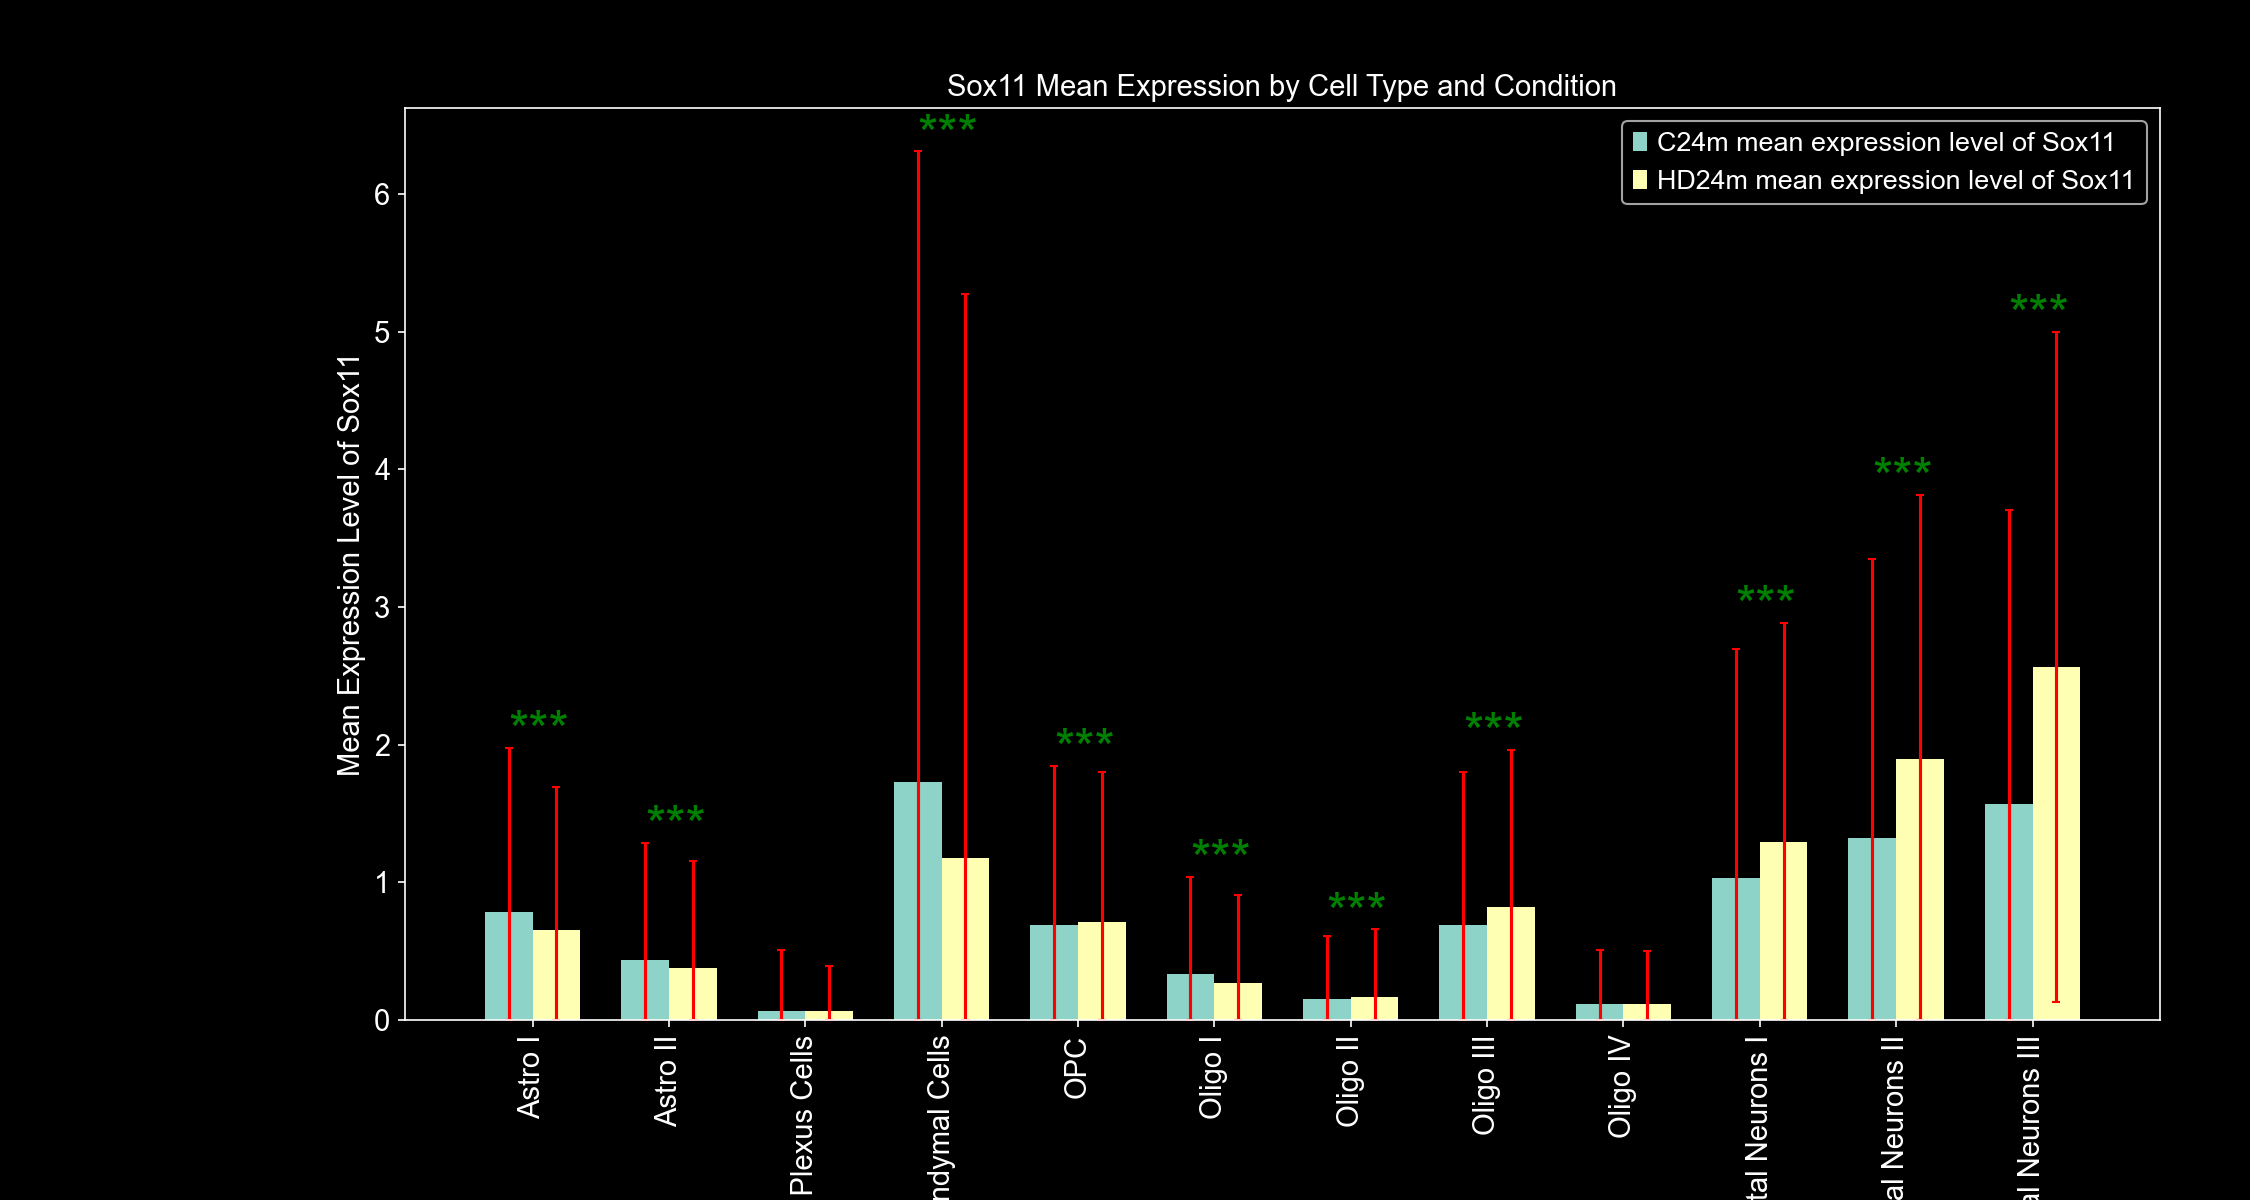 Sox11 Mean Expression by Cell Type and Condition
C24m mean expression level of Sox11
HD24m mean expression level of Sox11
Mean Expression Level of Sox11
6
5
4
3
2
1
0
***
***
***
***
***
***
***
***
***
***
Astro I
Astro II
Plexus Cells
ndymal Cells
OPC
Oligo I
Oligo II
Oligo III
Oligo IV
tal Neurons I
al Neurons II
al Neurons III